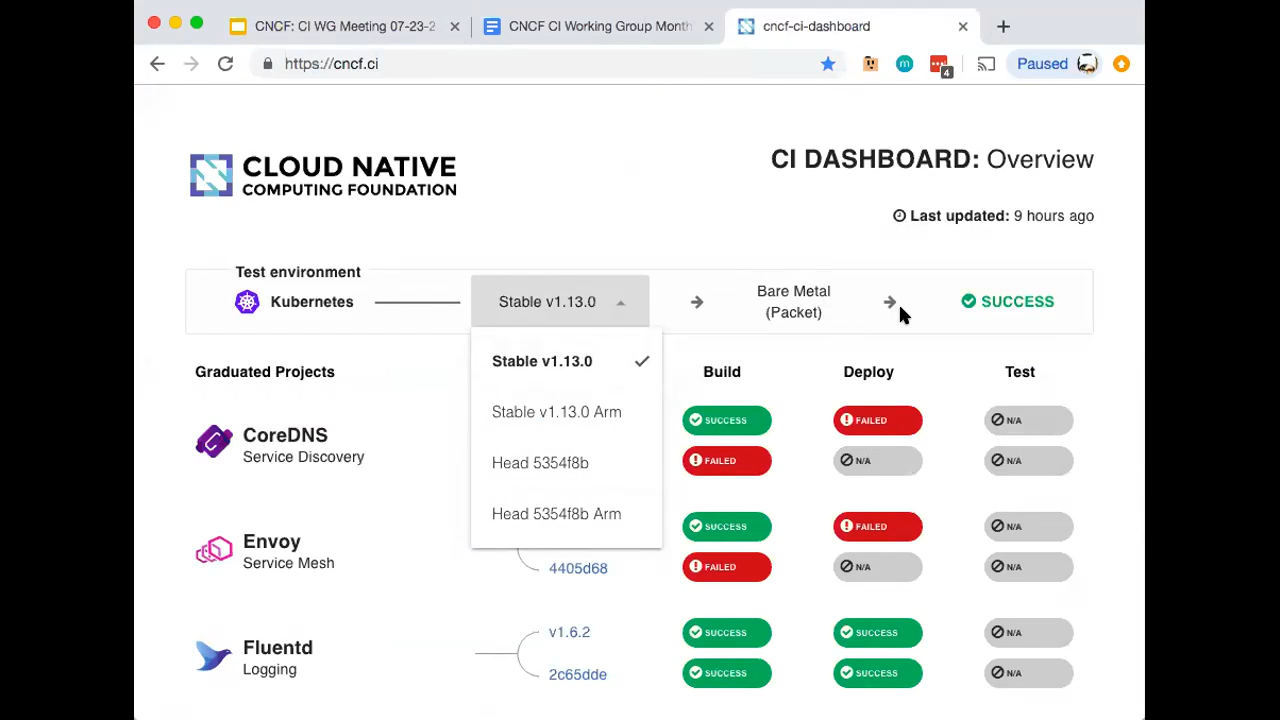 CNCF: CI WG Meeting 07-23-2
CNCF CI Working Group Month
cncf-ci-dashboard
https://cncf.ci
4
Paused
CLOUD NATIVE
COMPUTING FOUNDATION
CI DASHBOARD: Overview
Last updated: 9 hours ago
Test environment
Kubernetes
Stable v1.13.0
Bare Metal
(Packet)
SUCCESS
Stable v1.13.0
Stable v1.13.0 Arm
Head 5354f8b
Head 5354f8b Arm
Graduated Projects
Build
Deploy
Test
CoreDNS
Service Discovery
SUCCESS
FAILED
N/A
FAILED
N/A
N/A
Envoy
Service Mesh
4405d68
SUCCESS
FAILED
N/A
FAILED
N/A
N/A
Fluentd
Logging
v1.6.2
2c65dde
SUCCESS
SUCCESS
N/A
SUCCESS
SUCCESS
N/A